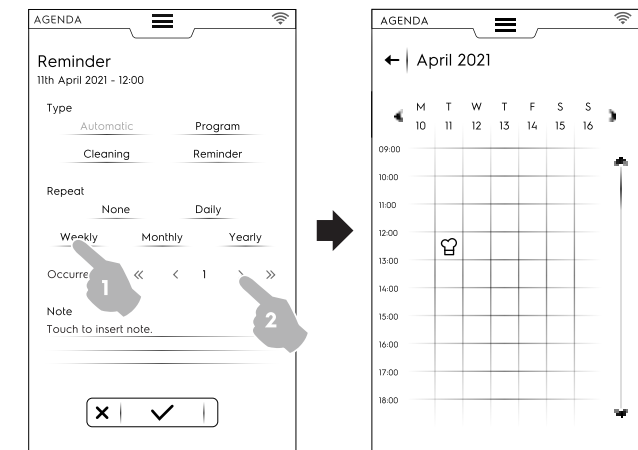 AGENDA
Reminder
11th April 2021 - 12:00
Type
Automatic Program
Cleaning Reminder
Repeat
None Daily
Weekly Monthly Yearly
Occurre << < 1 > >>
1
2
Note
Touch to insert note.
AGENDA
April 2021
M T W T F S S
10 11 12 13 14 15 16
09:00
10:00
11:00
12:00
13:00
14:00
15:00
16:00
17:00
18:00